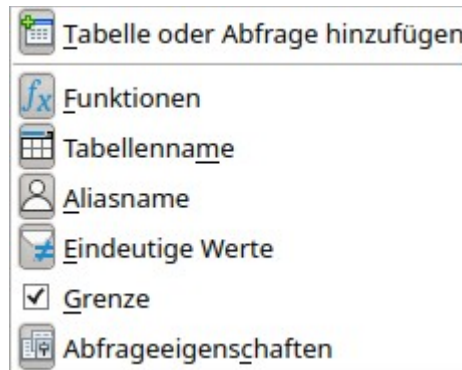 Tabelle oder Abfrage hinzufügen
Funktionen
Tabellenname
Aliasname
Eindeutige Werte
Grenze
Abfrageeigenschaften